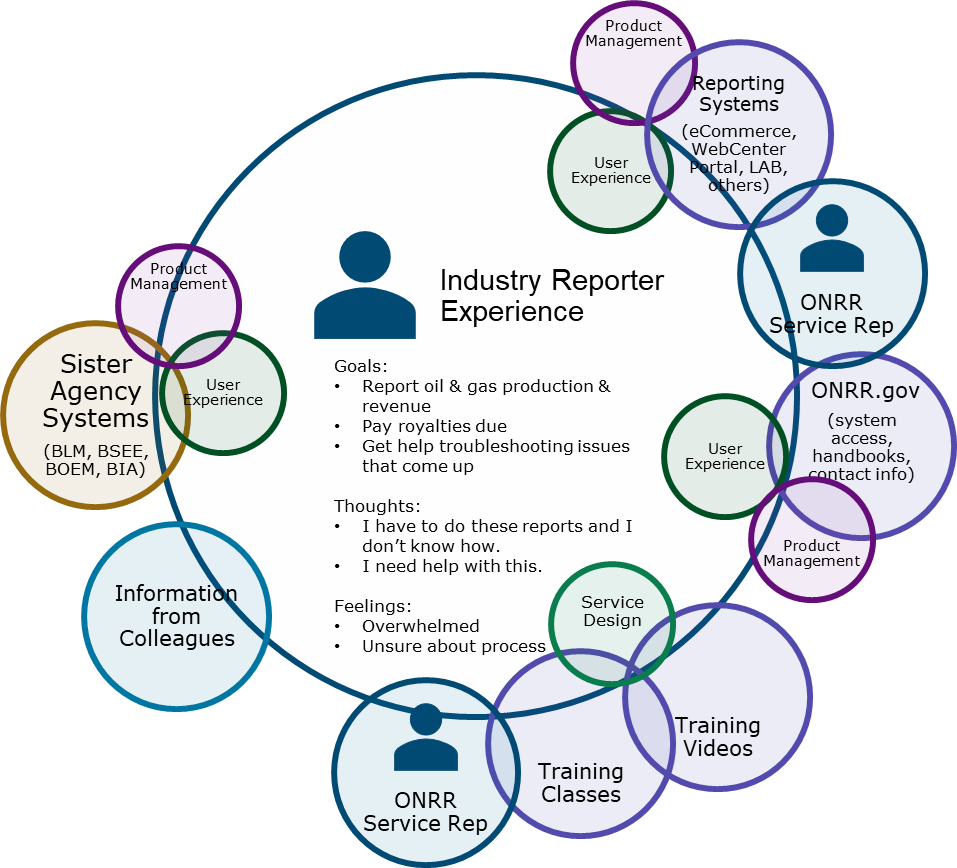 Product
Management
Reporting
Systems
(eCommerce,
WebCenter
Portal, LAB,
others)
User
Experience
ONRR
Service Rep
Industry Reporter
Experience
Product
Management
Sister
Agency
Systems
(BLM, BSEE,
BOEM, BIA)
User
Experience
Goals:
• Report oil & gas production &
revenue
• Pay royalties due
• Get help troubleshooting issues
that come up
Thoughts:
• I have to do these reports and I
don’t know how.
• I need help with this.
Feelings:
• Overwhelmed
• Unsure about process
ONRR.gov
(system
access,
handbooks,
contact info)
User
Experience
Product
Management
Information
from
Colleagues
Service
Design
Training
Videos
Training
Classes
ONRR
Service Rep